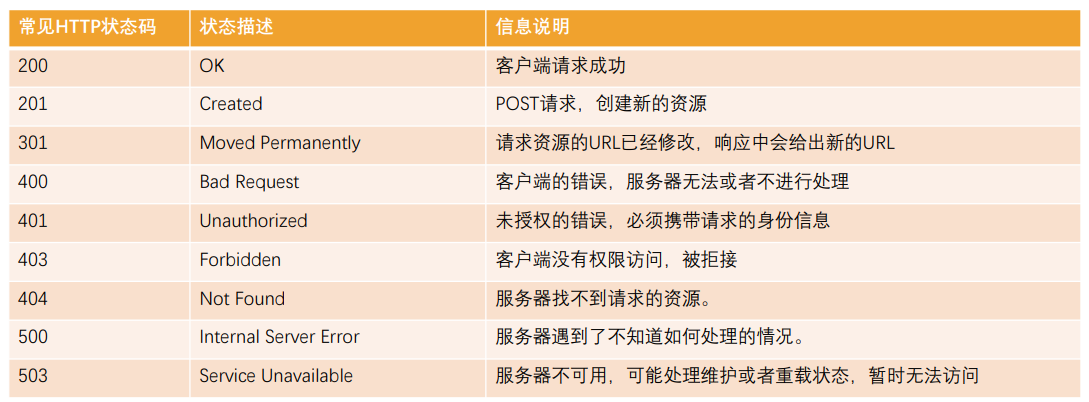 常见HTTP状态码 状态描述 信息说明
200 OK 客户端请求成功
201 Created POST请求，创建新的资源
301 Moved Permanently 请求资源的URL已经修改，响应中会给出新的URL
400 Bad Request 客户端的错误，服务器无法或者不进行处理
401 Unauthorized 未授权的错误，必须携带请求的身份信息
403 Forbidden 客户端没有权限访问，被拒接
404 Not Found 服务器找不到请求的资源。
500 Internal Server Error 服务器遇到了不知道如何处理的情况。
503 Service Unavailable 服务器不可用，可能处理维护或者重载状态，暂时无法访问